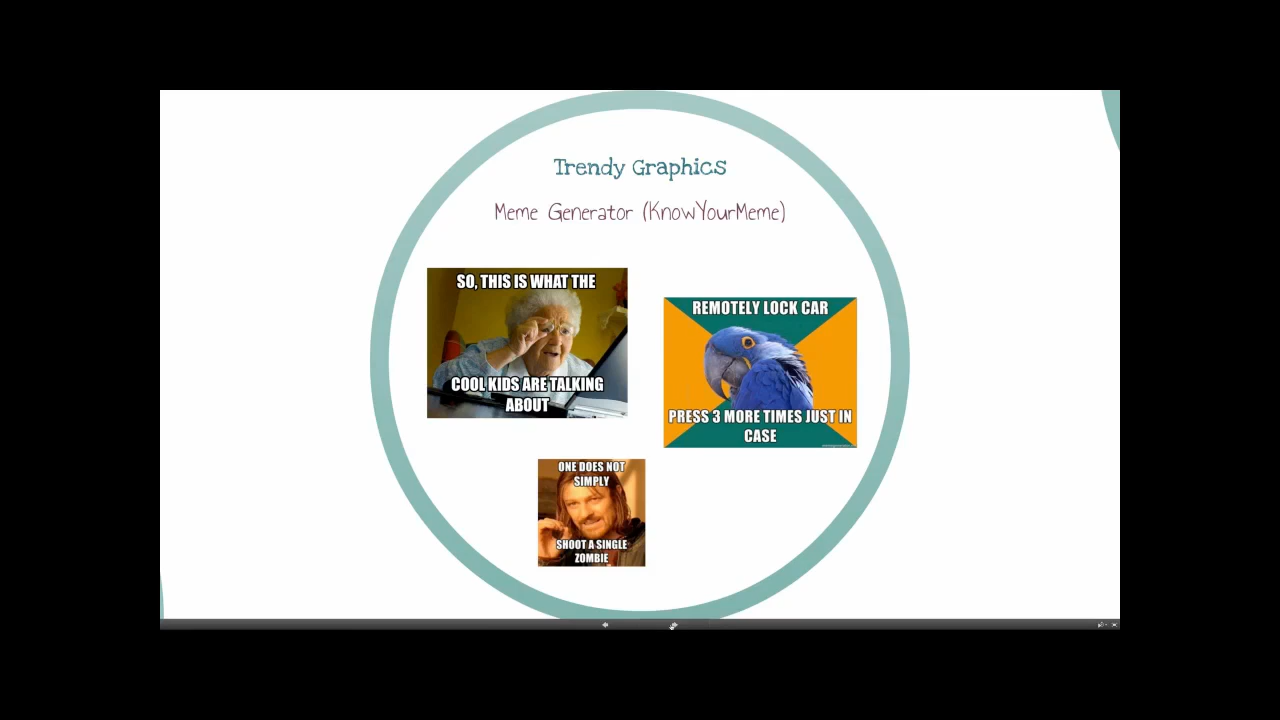 Trendy Graphics
Meme Generator (KnowYourMeme)
SO, THIS IS WHAT THE
COOL KIDS ARE TALKING
ABOUT
REMOTELY LOCK CAR
PRESS 3 MORE TIMES JUST IN
CASE
ONE DOES NOT
SIMPLY
SHOOT A SINGLE
ZOMBIE